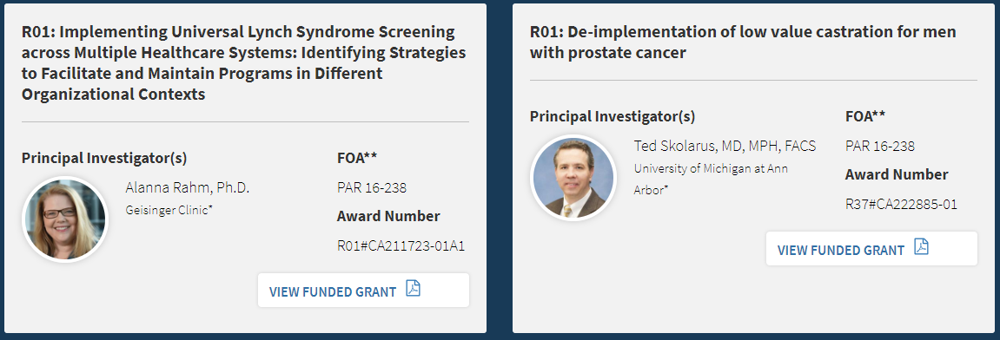 R01: Implementing Universal Lynch Syndrome Screening
across Multiple Healthcare Systems: Identifying Strategies
to Facilitate and Maintain Programs in Different
Organizational Contexts
Principal Investigator(s)
Alanna Rahm, Ph.D.
Geisinger Clinic*
FOA**
PAR 16-238
Award Number
R01#CA211723-01A1
VIEW FUNDED GRANT
R01: De-implementation of low value castration for men
with prostate cancer
Principal Investigator(s)
Ted Skolarus, MD, MPH, FACS
University of Michigan at Ann
Arbor*
FOA**
PAR 16-238
Award Number
R37#CA222885-01
VIEW FUNDED GRANT